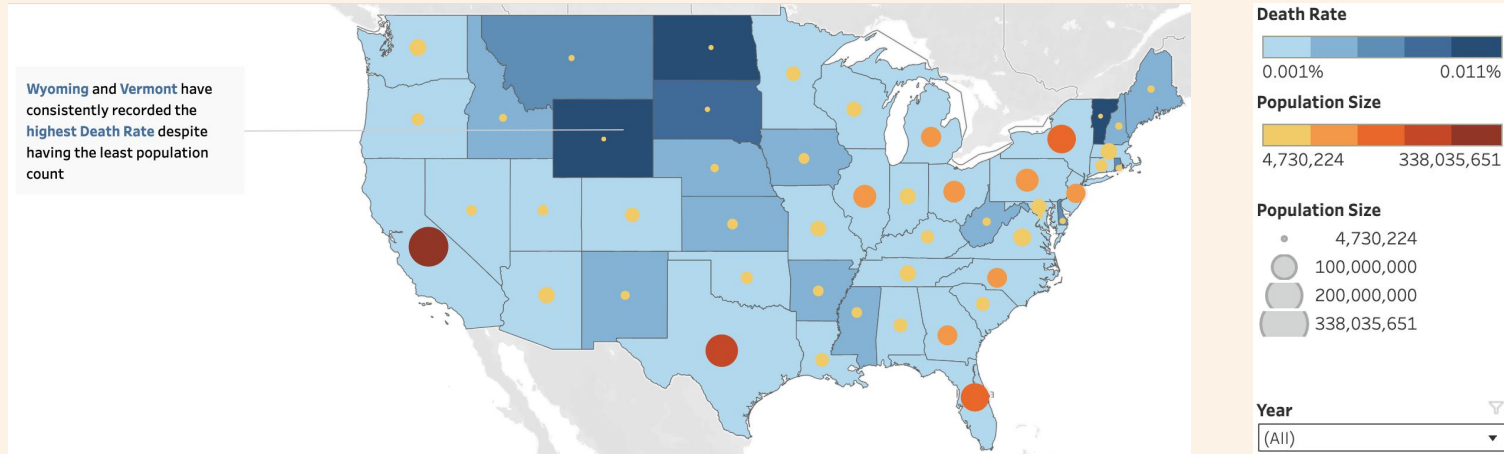 Wyoming and Vermont have
consistently recorded the
highest Death Rate despite
having the least population
count
Death Rate
0.001% 0.011%
Population Size
4,730,224 338,035,651
Population Size
4,730,224
100,000,000
200,000,000
338,035,651
Year
(All)